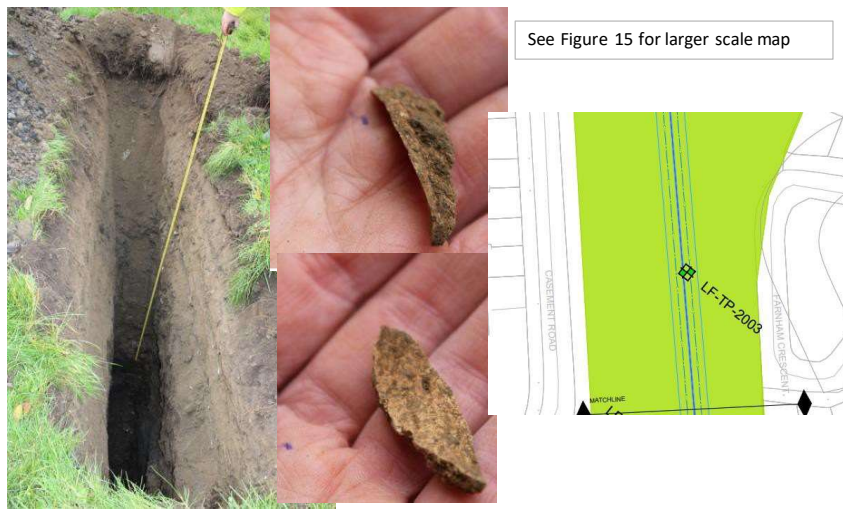 See Figure 15 for larger scale map
CASEMENT ROAD
LF-TP-2003
FARNHAM CRESCENT
MATCHLINE